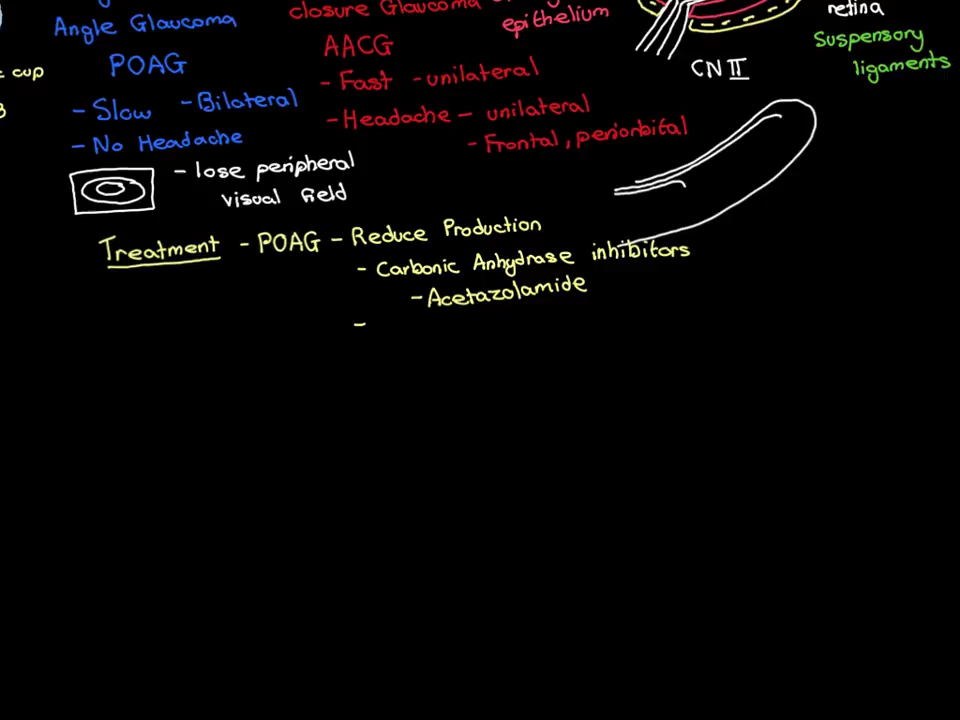 Angle Glaucoma
POAG
- Slow - Bilateral
- No Headache
- lose peripheral
visual field
closure Glaucoma
AACG
- Fast - unilateral
- Headache - unilateral
- Frontal, periorbital
epithelium
CN II
retina
Suspensory
ligaments
cup
Treatment - POAG - Reduce Production
- Carbonic Anhydrase inhibitors
- Acetazolamide
-